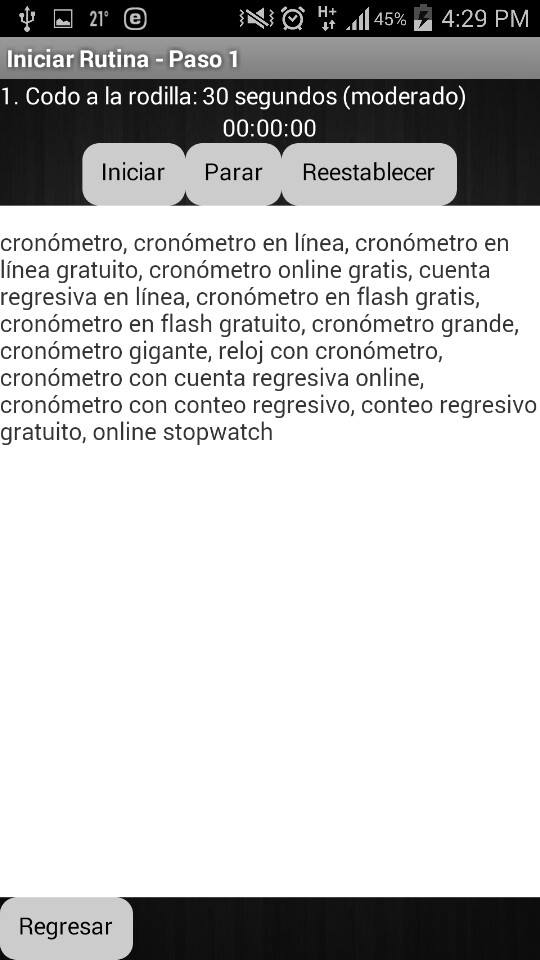 21° e H+ 45% 4:29 PM
Iniciar Rutina - Paso 1
1. Codo a la rodilla: 30 segundos (moderado)
00:00:00
Iniciar Parar Reestablecer
cronómetro, cronómetro en línea, cronómetro en
línea gratuito, cronómetro online gratis, cuenta
regresiva en línea, cronómetro en flash gratis,
cronómetro en flash gratuito, cronómetro grande,
cronómetro gigante, reloj con cronómetro,
cronómetro con cuenta regresiva online,
cronómetro con conteo regresivo, conteo regresivo
gratuito, online stopwatch
Regresar